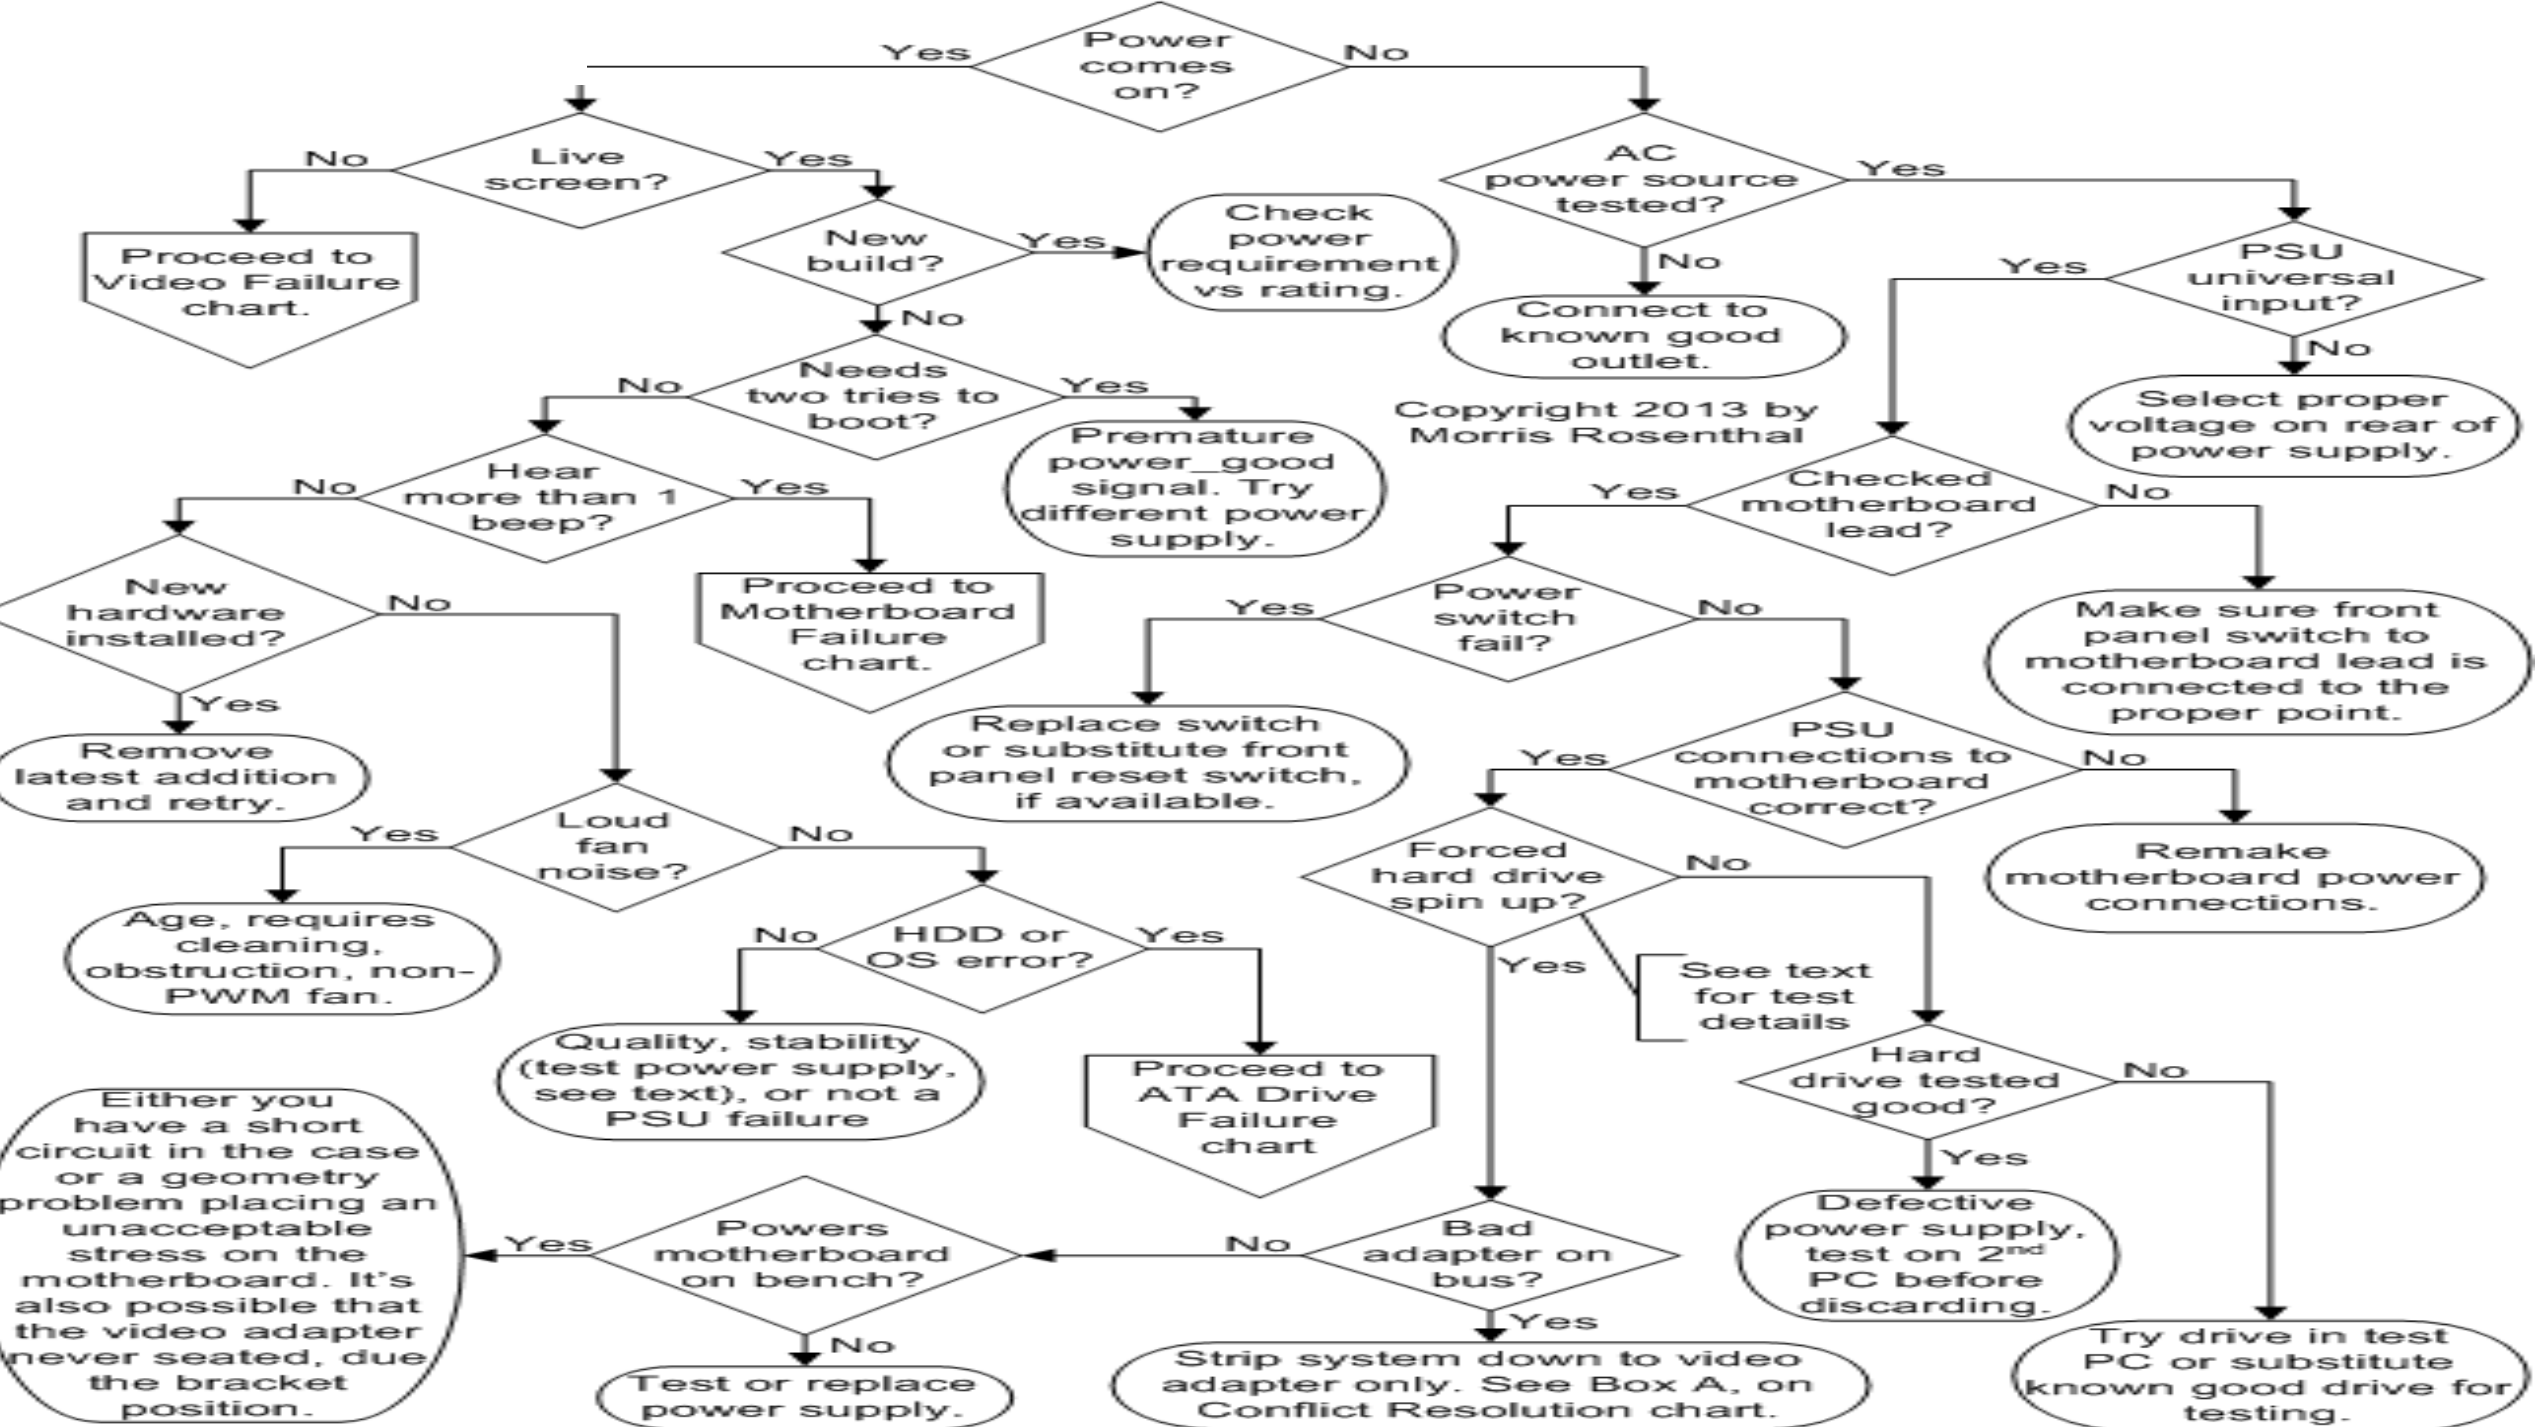 Power
comes
on?
Yes
No
Live
screen?
No
Yes
AC
power source
tested?
Yes
No
Proceed to
Video Failure
chart.
New
build?
Yes
No
Check
power
requirement
vs rating.
Connect to
known good
outlet.
PSU
universal
input?
Yes
No
Select proper
voltage on rear of
power supply.
Needs
two tries to
boot?
No
Yes
Premature
power_good
signal. Try
different power
supply.
Copyright 2013 by
Morris Rosenthal
Hear
more than 1
beep?
No
Yes
Checked
motherboard
lead?
Yes
No
New
hardware
installed?
No
Yes
Proceed to
Motherboard
Failure
chart.
Power
switch
fail?
Yes
No
Make sure front
panel switch to
motherboard lead is
connected to the
proper point.
Remove
latest addition
and retry.
Replace switch
or substitute front
panel reset switch,
if available.
PSU
connections to
motherboard
correct?
Yes
No
Loud
fan
noise?
Yes
No
Forced
hard drive
spin up?
No
Yes
Remake
motherboard power
connections.
Age, requires
cleaning,
obstruction, non-
PWM fan.
HDD or
OS error?
No
Yes
See text
for test
details
Quality, stability
(test power supply,
see text), or not a
PSU failure
Proceed to
ATA Drive
Failure
chart
Hard
drive tested
good?
No
Yes
Either you
have a short
circuit in the case
or a geometry
problem placing an
unacceptable
stress on the
motherboard. It's
also possible that
the video adapter
never seated, due
the bracket
position.
Powers
motherboard
on bench?
Yes
No
Bad
adapter on
bus?
No
Yes
Defective
power supply,
test on 2nd
PC before
discarding.
Test or replace
power supply.
Strip system down to video
adapter only. See Box A, on
Conflict Resolution chart.
Try drive in test
PC or substitute
known good drive for
testing.